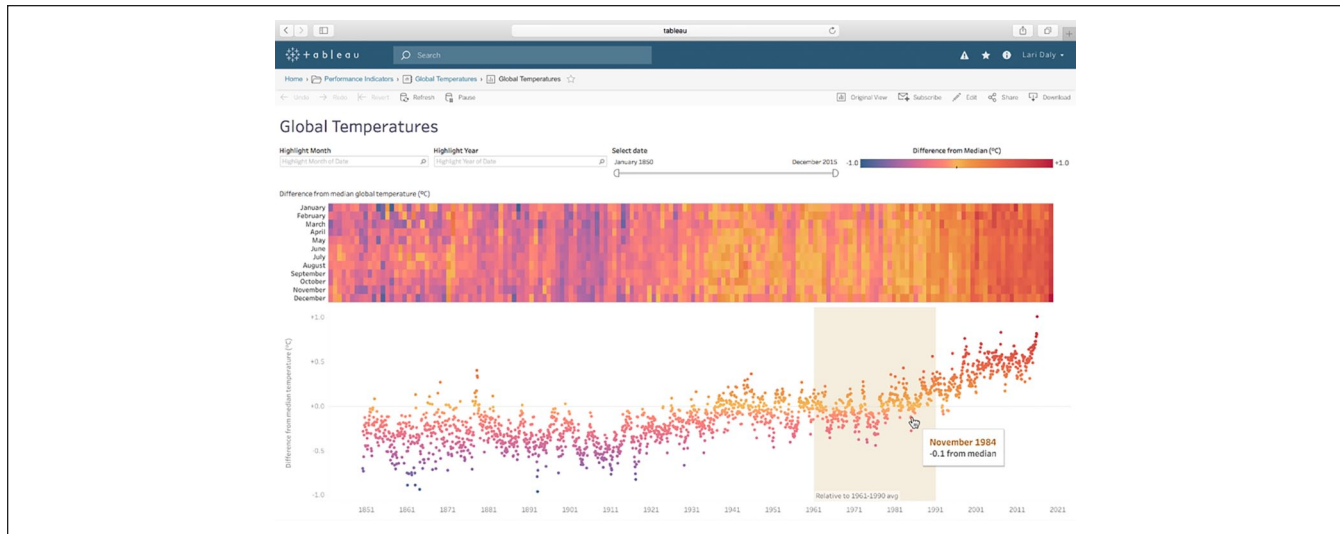 tableau
+ableau
Search
Lari Daly
Home › Performance Indicators › Global Temperatures › Global Temperatures
Undo Redo Revert Refresh Pause
Original View Subscribe Edit Share Download
Global Temperatures
Highlight Month
Highlight Year
Select date
Difference from Median (°C)
Highlight Month of Date
Highlight Year of Date
January 1850
December 2015
-1.0
+1.0
Difference from median global temperature (°C)
January
February
March
April
May
June
July
August
September
October
November
December
Difference from median temperature (°C)
+1.0
+0.5
+0.0
-0.5
-1.0
November 1984
-0.1 from median
Relative to 1961-1990 avg
1851 1861 1871 1881 1891 1901 1911 1921 1931 1941 1951 1961 1971 1981 1991 2001 2011 2021